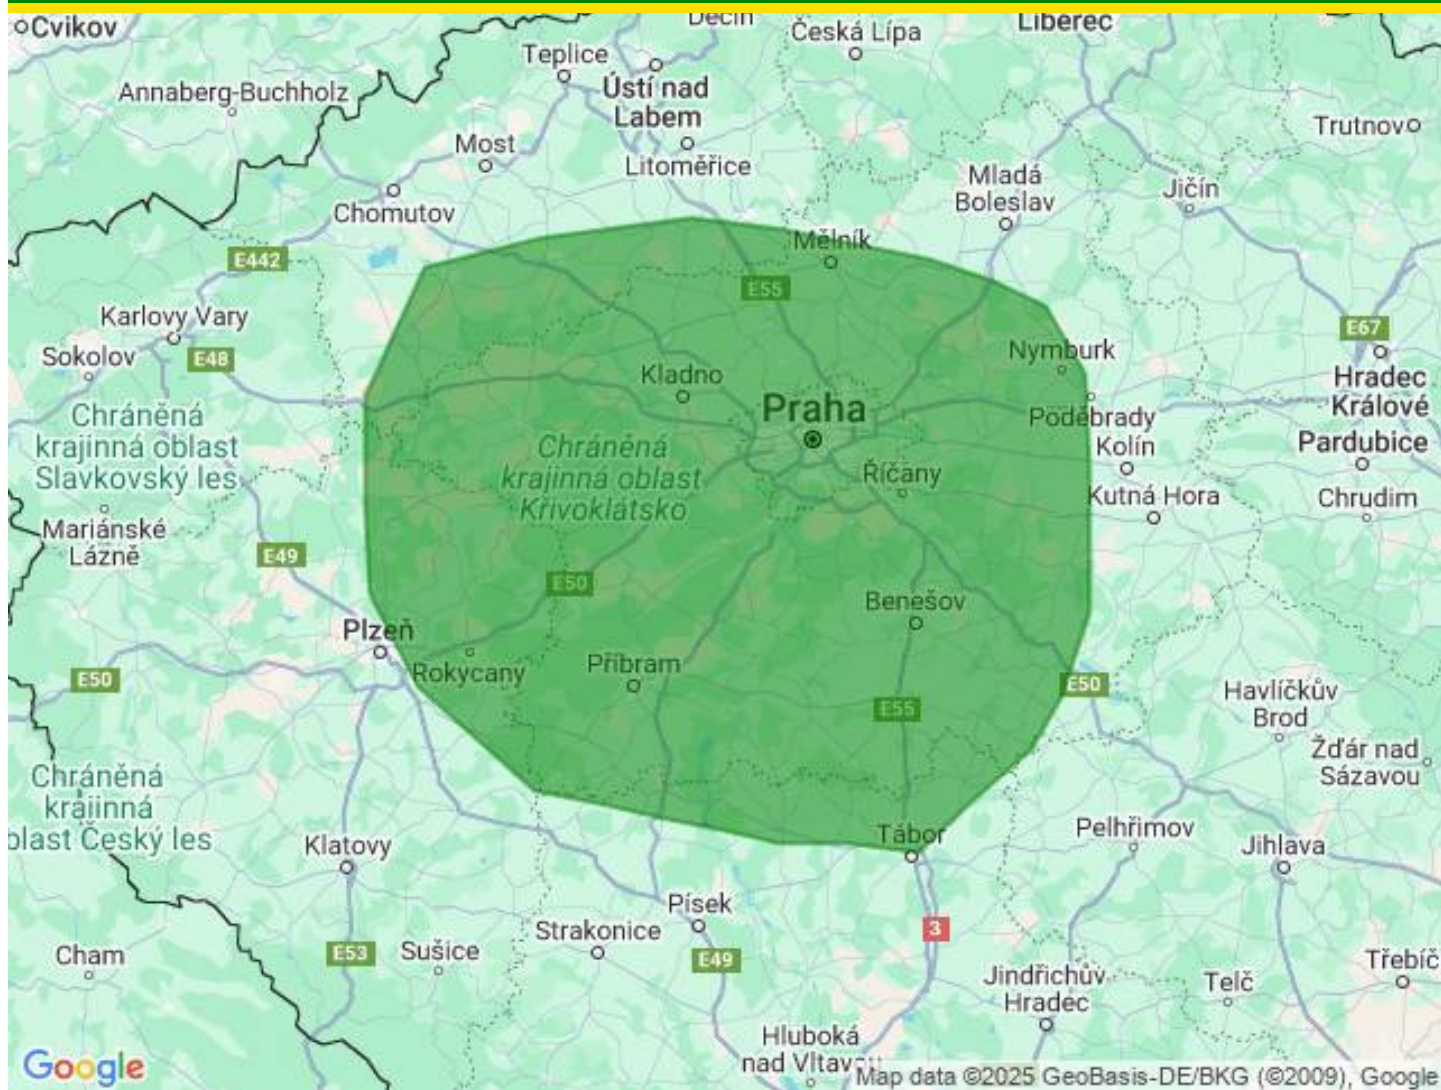 Cvikov
Děčín
Česká Lípa
Liberec
Teplice
Ústí nad
Labem
Annaberg-Buchholz
Trutnov
Most
Litoměřice
Mladá
Boleslav
Jičín
Chomutov
Mělník
E442
E55
Karlovy Vary
E67
Sokolov
E48
Nymburk
Kladno
Hradec
Králové
Praha
Poděbrady
Chráněná
krajinná oblast
Slavkovský les
Chráněná
krajinná oblast
Křivoklátsko
Kolín
Pardubice
Říčany
Kutná Hora
Chrudim
Mariánské
Lázně
E49
E50
Benešov
Plzeň
Rokycany
Příbram
E50
E50
E55
Havlíčkův
Brod
Žďár nad
Sázavou
Chráněná
krajinná
oblast Český les
Klatovy
Tábor
Pelhřimov
Jihlava
Písek
Strakonice
3
E53
Sušice
E49
Cham
Třebíč
Jindřichův
Hradec
Telč
Hluboká
nad Vltavou
Google
Map data ©2025 GeoBasis-DE/BKG (©2009), Google